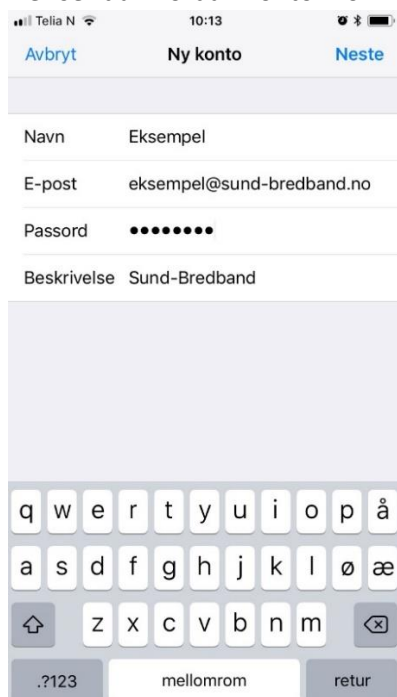 Telia N 10:13
Avbryt Ny konto Neste
Navn Eksempel
E-post eksempel@sund-bredband.no
Passord ••••••••
Beskrivelse Sund-Bredband
q w e r t y u i o p å
a s d f g h j k l ø æ
z x c v b n m
.?123 mellomrom retur